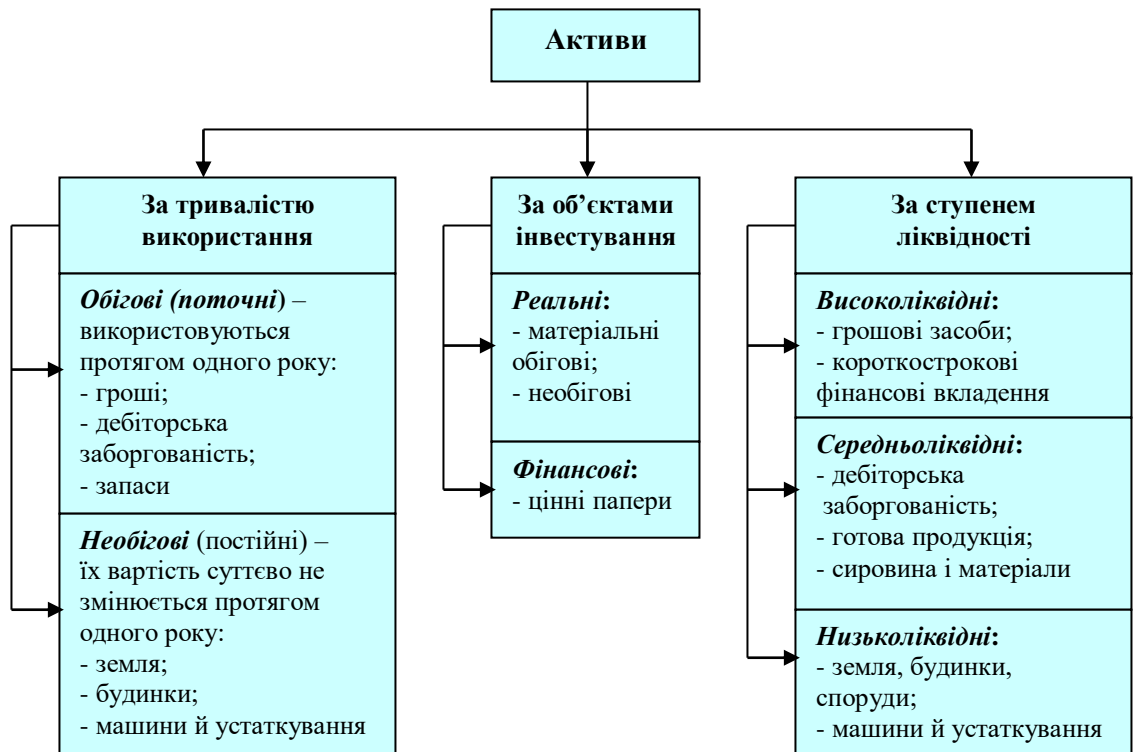 Активи
За тривалістю
використання
Обігові (поточні) –
використовуються
протягом одного року:
- гроші;
- дебіторська
заборгованість;
- запаси
Необігові (постійні) –
їх вартість суттєво не
змінюється протягом
одного року:
- земля;
- будинки;
- машини й устаткування
За об’єктами
інвестування
Реальні:
- матеріальні
обігові;
- необігові
Фінансові:
- цінні папери
За ступенем
ліквідності
Високоліквідні:
- грошові засоби;
- короткострокові
фінансові вкладення
Середньоліквідні:
- дебіторська
заборгованість;
- готова продукція;
- сировина і матеріали
Низьколіквідні:
- земля, будинки,
споруди;
- машини й устаткування